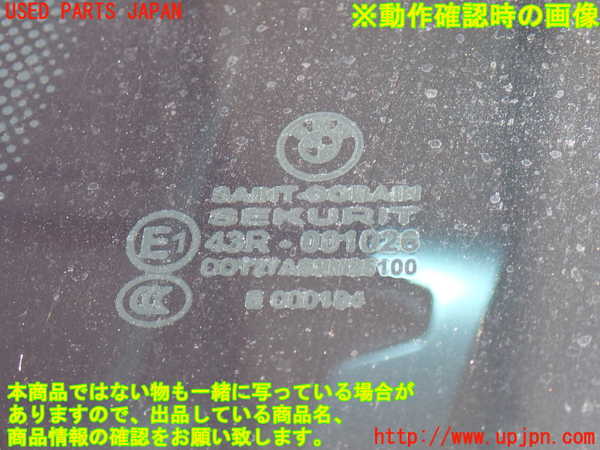 USED PARTS JAPAN
※動作確認時の画像
SAINT-GOBAIN
SEKURIT
E1
43R - 001026
E 000184
本商品ではない物も一緒に写っている場合が
ありますので、出品している商品名、
商品情報の確認をお願い致します。
http://www.upjpn.com/